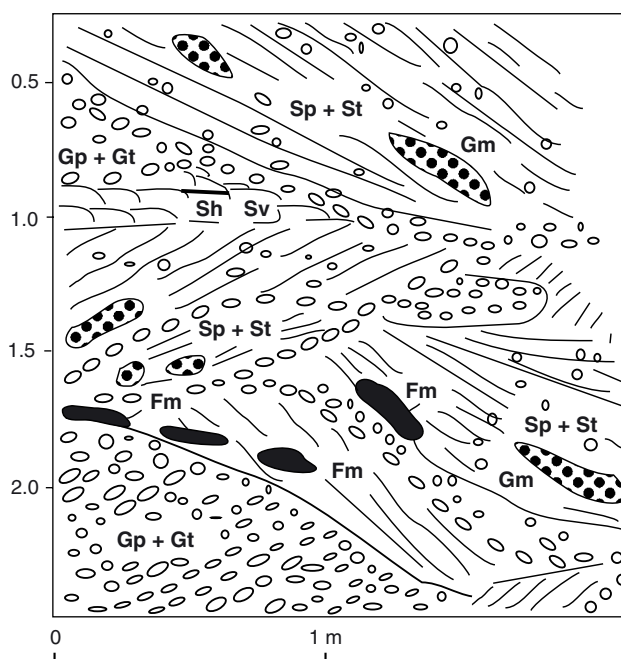 0.5
Sp + St
Gm
Gp + Gt
Sh Sv
1.0
Sp + St
1.5
Fm
Fm
Sp + St
Fm
Gm
2.0
Gp + Gt
0
1 m